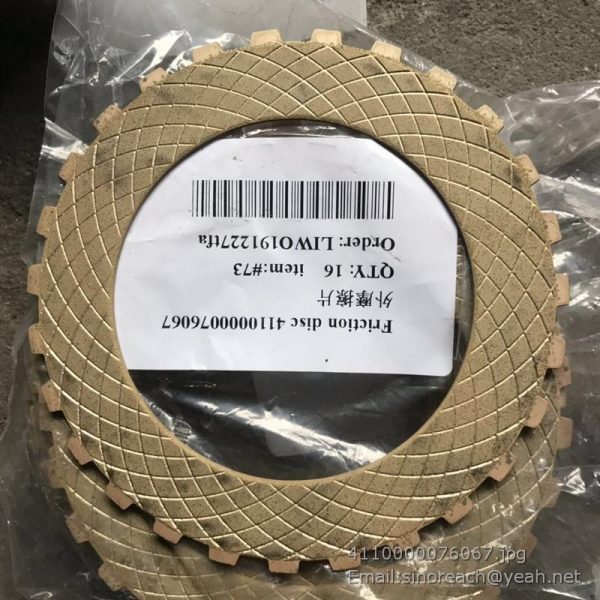 Friction disc 4110000076067
外摩擦片
QTY: 16 item:#73
Order: LIWO191227tfa
4110000076067.jpg
Email:sinoreach@yeah.net